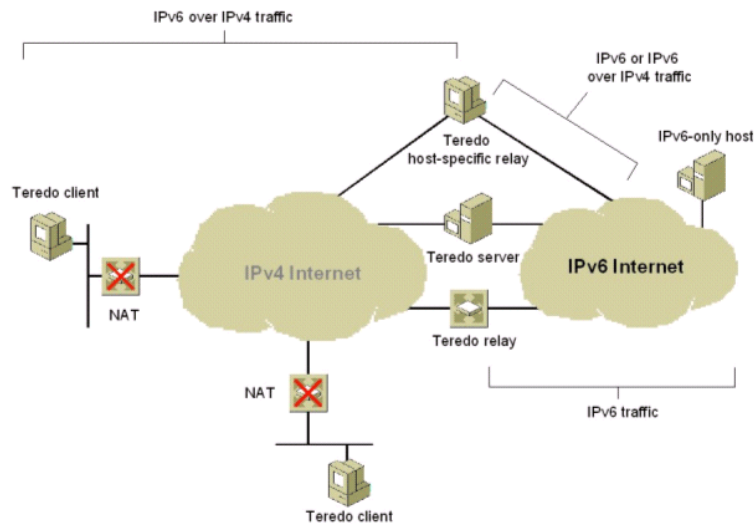 IPv6 over IPv4 traffic
IPv6 or IPv6
over IPv4 traffic
IPv6-only host
Teredo
host-specific relay
Teredo client
Teredo server
IPv4 Internet
IPv6 Internet
NAT
Teredo relay
NAT
IPv6 traffic
Teredo client